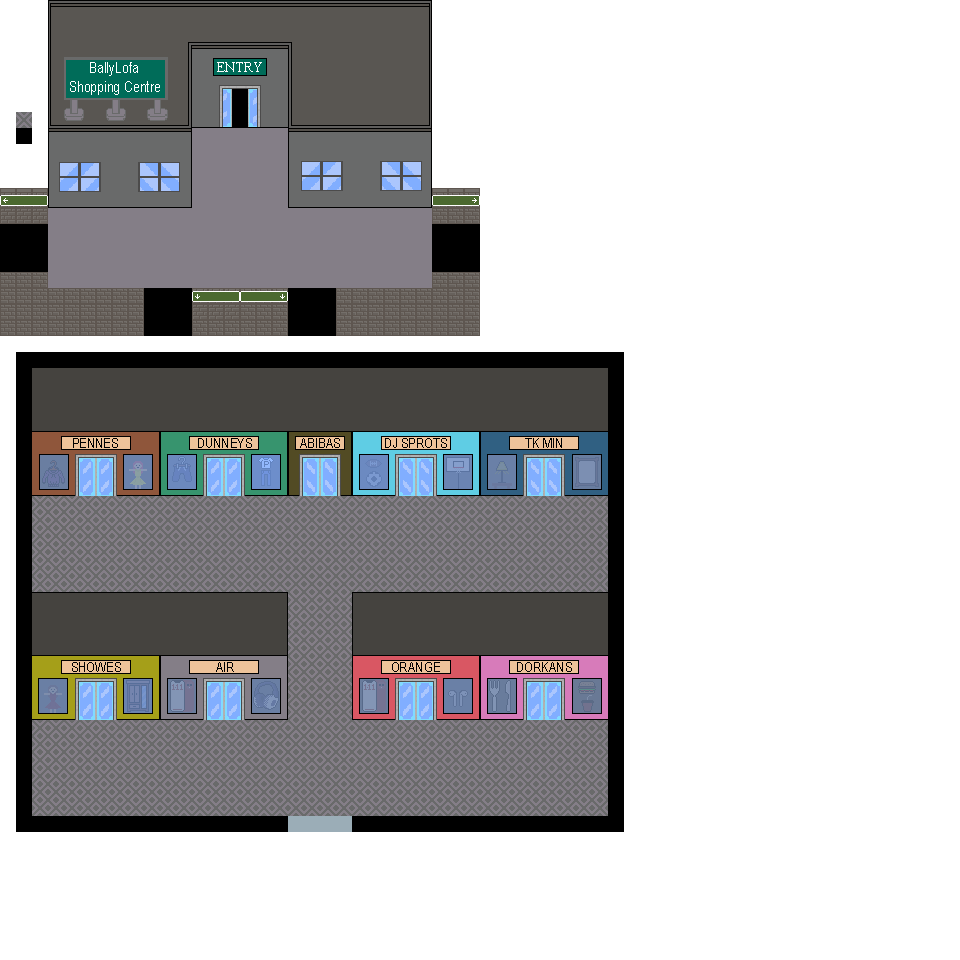 BallyLofa
Shopping Centre
ENTRY
PENNES
DUNNEYS
ABIBAS
DJ SPROTS
TK MIN
SHOWES
AIR
ORANGE
DORKANS